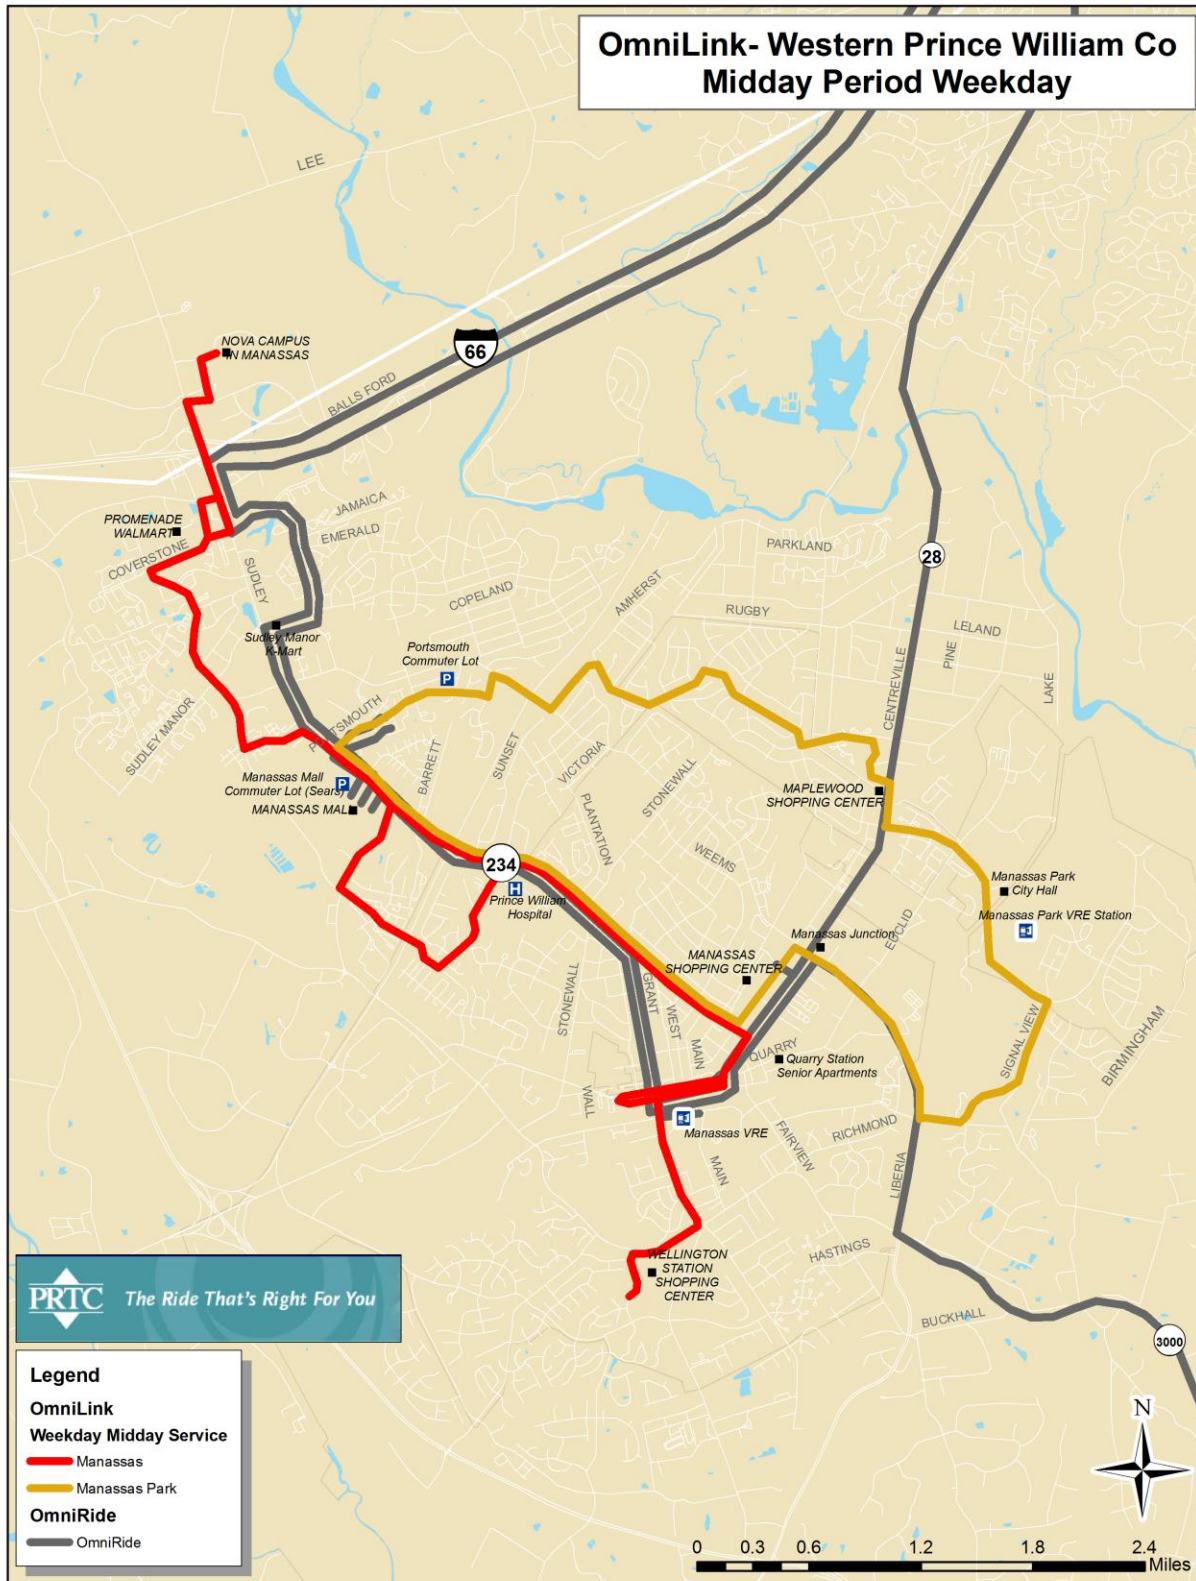 OmniLink- Western Prince William Co
Midday Period Weekday
LEE
NOVA CAMPUS
IN MANASSAS
66
BALLS FORD
JAMAICA
EMERALD
PROMENADE
WALMART
COVERSTONE
SUDLEY
COPELAND
AMHERST
PARKLAND
28
RUGBY
LELAND
PINE
LAKE
CENTREVILLE
Sudley Manor
K-Mart
Portsmouth
Commuter Lot
P
SUDLEY MANOR
PORTSMOUTH
BARRETT
SUNSET
VICTORIA
STONEWALL
PLANTATION
WEEMS
Manassas Mall
Commuter Lot (Sears)
P
MANASSAS MALL
MAPLEWOOD
SHOPPING CENTER
234
H
Prince William
Hospital
Manassas Park
City Hall
Manassas Park VRE Station
EUCLID
Manassas Junction
MANASSAS
SHOPPING CENTER
STONEWALL
GRANT
WEST
MAIN
QUARRY
Quarry Station
Senior Apartments
SIGNAL VIEW
BIRMINGHAM
WALL
Manassas VRE
FAIRVIEW
RICHMOND
MAIN
LIBERIA
HASTINGS
WELLINGTON
STATION
SHOPPING
CENTER
BUCKHALL
3000
PRTC The Ride That's Right For You
Legend
OmniLink
Weekday Midday Service
Manassas
Manassas Park
OmniRide
OmniRide
N
0 0.3 0.6 1.2 1.8 2.4
Miles